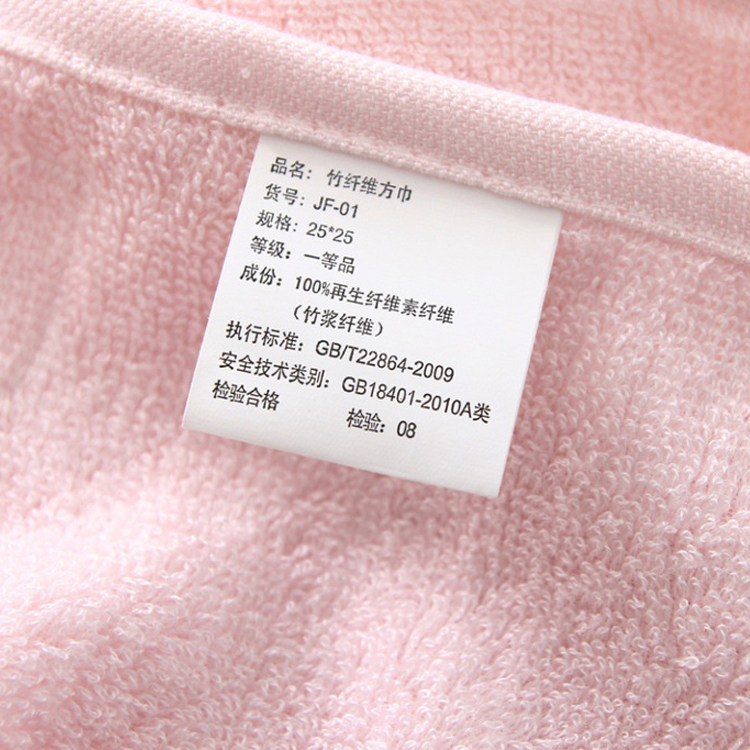 品名：竹纤维方巾
货号：JF-01
规格：25*25
等级：一等品
成份：100%再生纤维素纤维
（竹浆纤维）
执行标准：GB/T22864-2009
安全技术类别：GB18401-2010A类
检验合格 检验：08